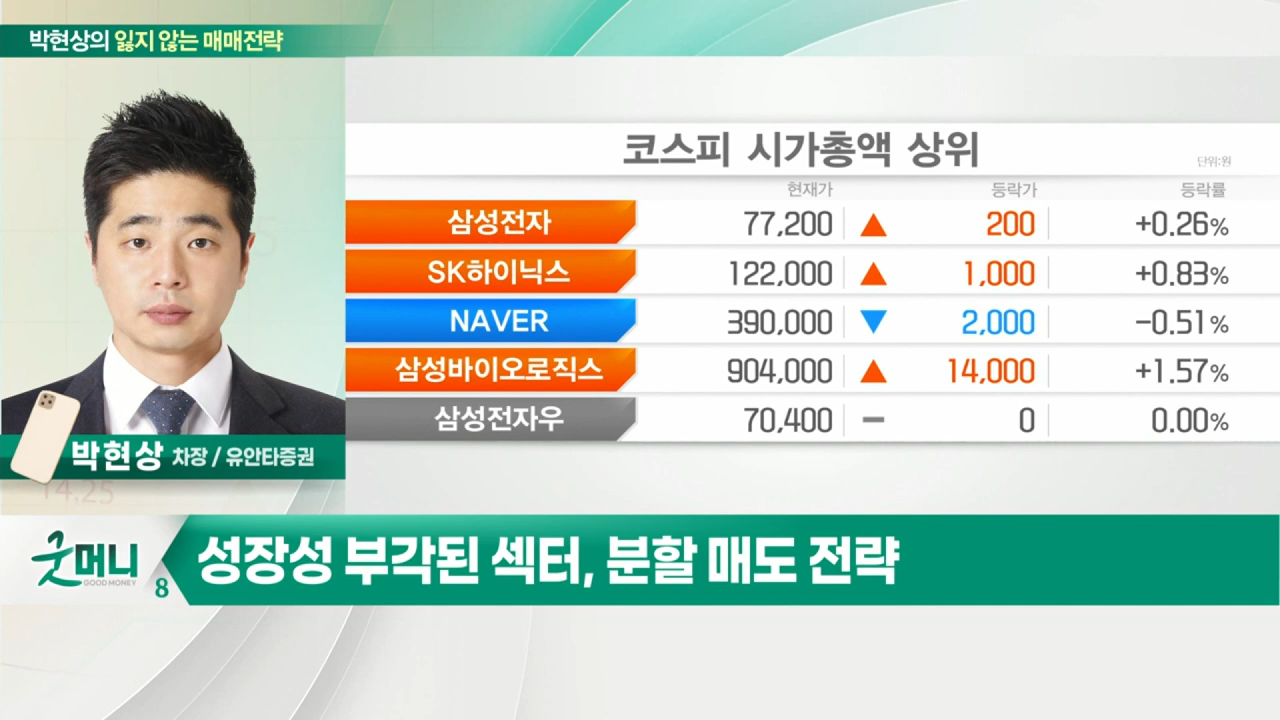 박현상의 잃지 않는 매매전략
코스피 시가총액 상위
단위:원
현재가 등락가 등락률
삼성전자 77,200 ▲ 200 +0.26%
SK하이닉스 122,000 ▲ 1,000 +0.83%
NAVER 390,000 ▼ 2,000 -0.51%
삼성바이오로직스 904,000 ▲ 14,000 +1.57%
삼성전자우 70,400 - 0 0.00%
박현상 차장 / 유안타증권
14.25
굿머니
GOOD MONEY
8
성장성 부각된 섹터, 분할 매도 전략